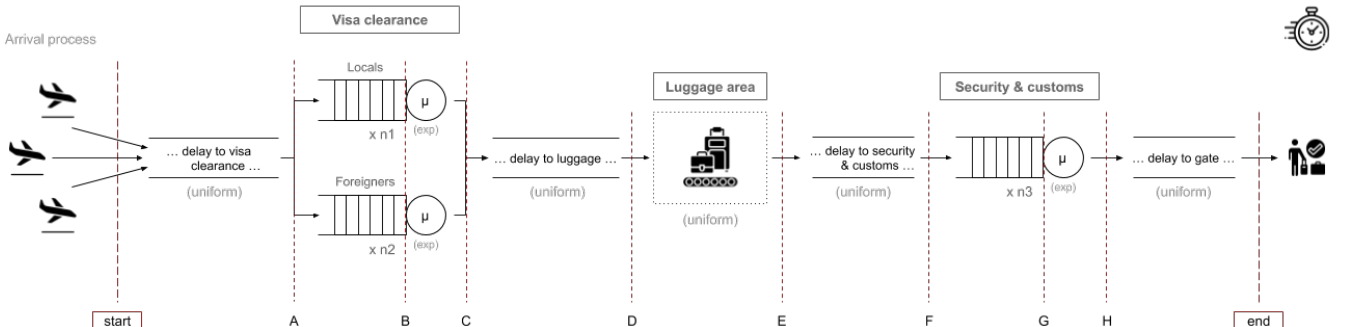 Visa clearance
Arrival process
Locals
μ
x n1
(exp)
... delay to visa
clearance ...
(uniform)
Foreigners
μ
x n2
(exp)
... delay to luggage ...
(uniform)
Luggage area
(uniform)
... delay to security
& customs ...
(uniform)
Security & customs
μ
x n3
(exp)
... delay to gate ...
(uniform)
start
A
B
C
D
E
F
G
H
end